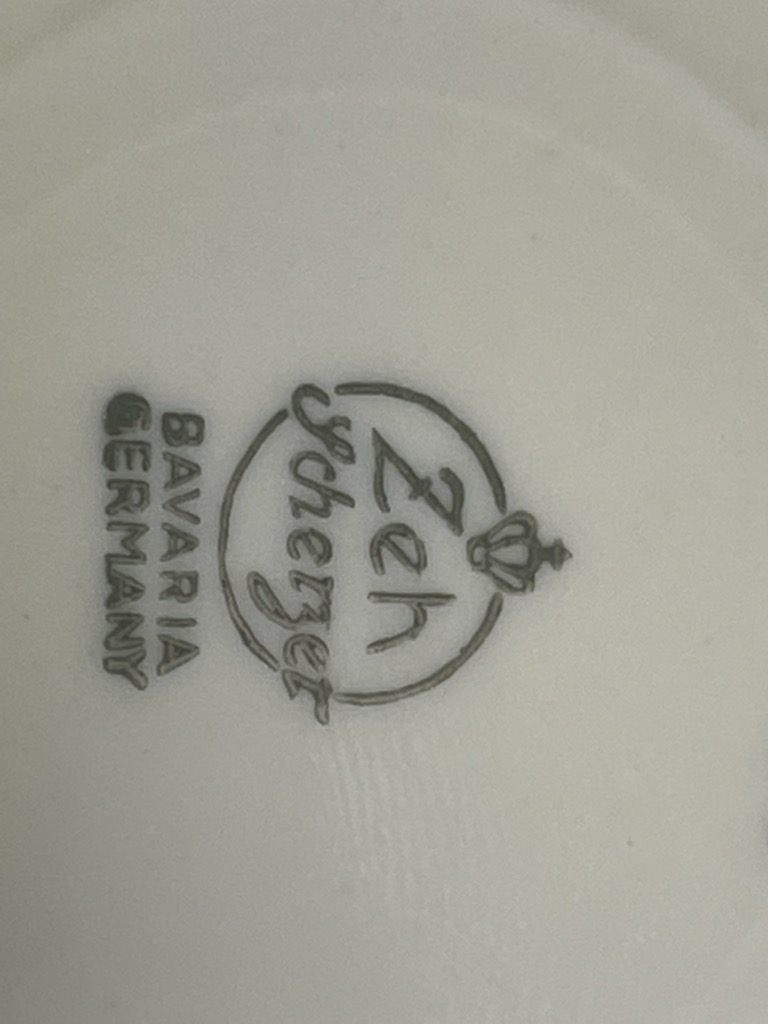 Zeh
Scherzer
BAVARIA
GERMANY